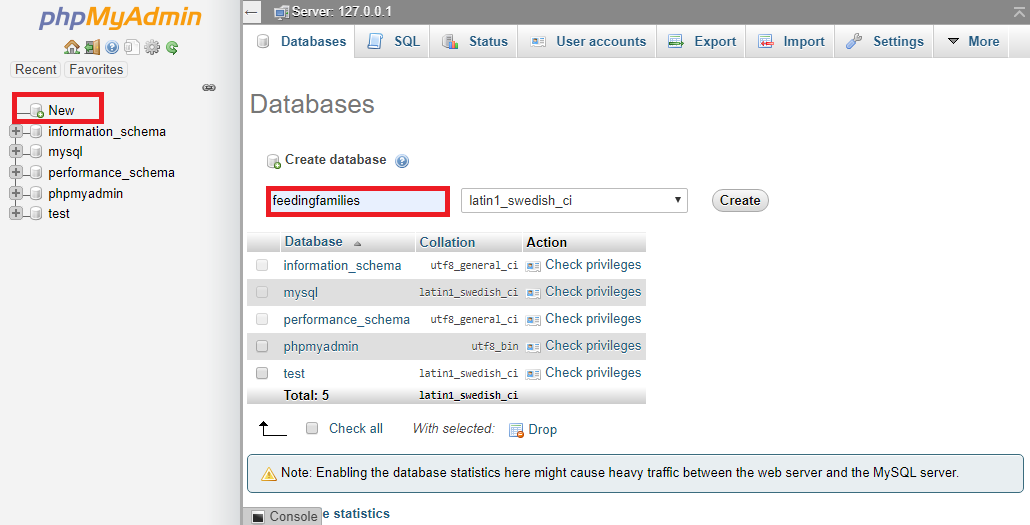 phpMyAdmin
Recent Favorites
New
information_schema
mysql
performance_schema
phpmyadmin
test
Server: 127.0.0.1
Databases SQL Status User accounts Export Import Settings More
Databases
Create database
feedingfamilies latin1_swedish_ci Create
Database Collation Action
information_schema utf8_general_ci Check privileges
mysql latin1_swedish_ci Check privileges
performance_schema utf8_general_ci Check privileges
phpmyadmin utf8_bin Check privileges
test latin1_swedish_ci Check privileges
Total: 5 latin1_swedish_ci
Check all With selected: Drop
Note: Enabling the database statistics here might cause heavy traffic between the web server and the MySQL server.
Console e statistics